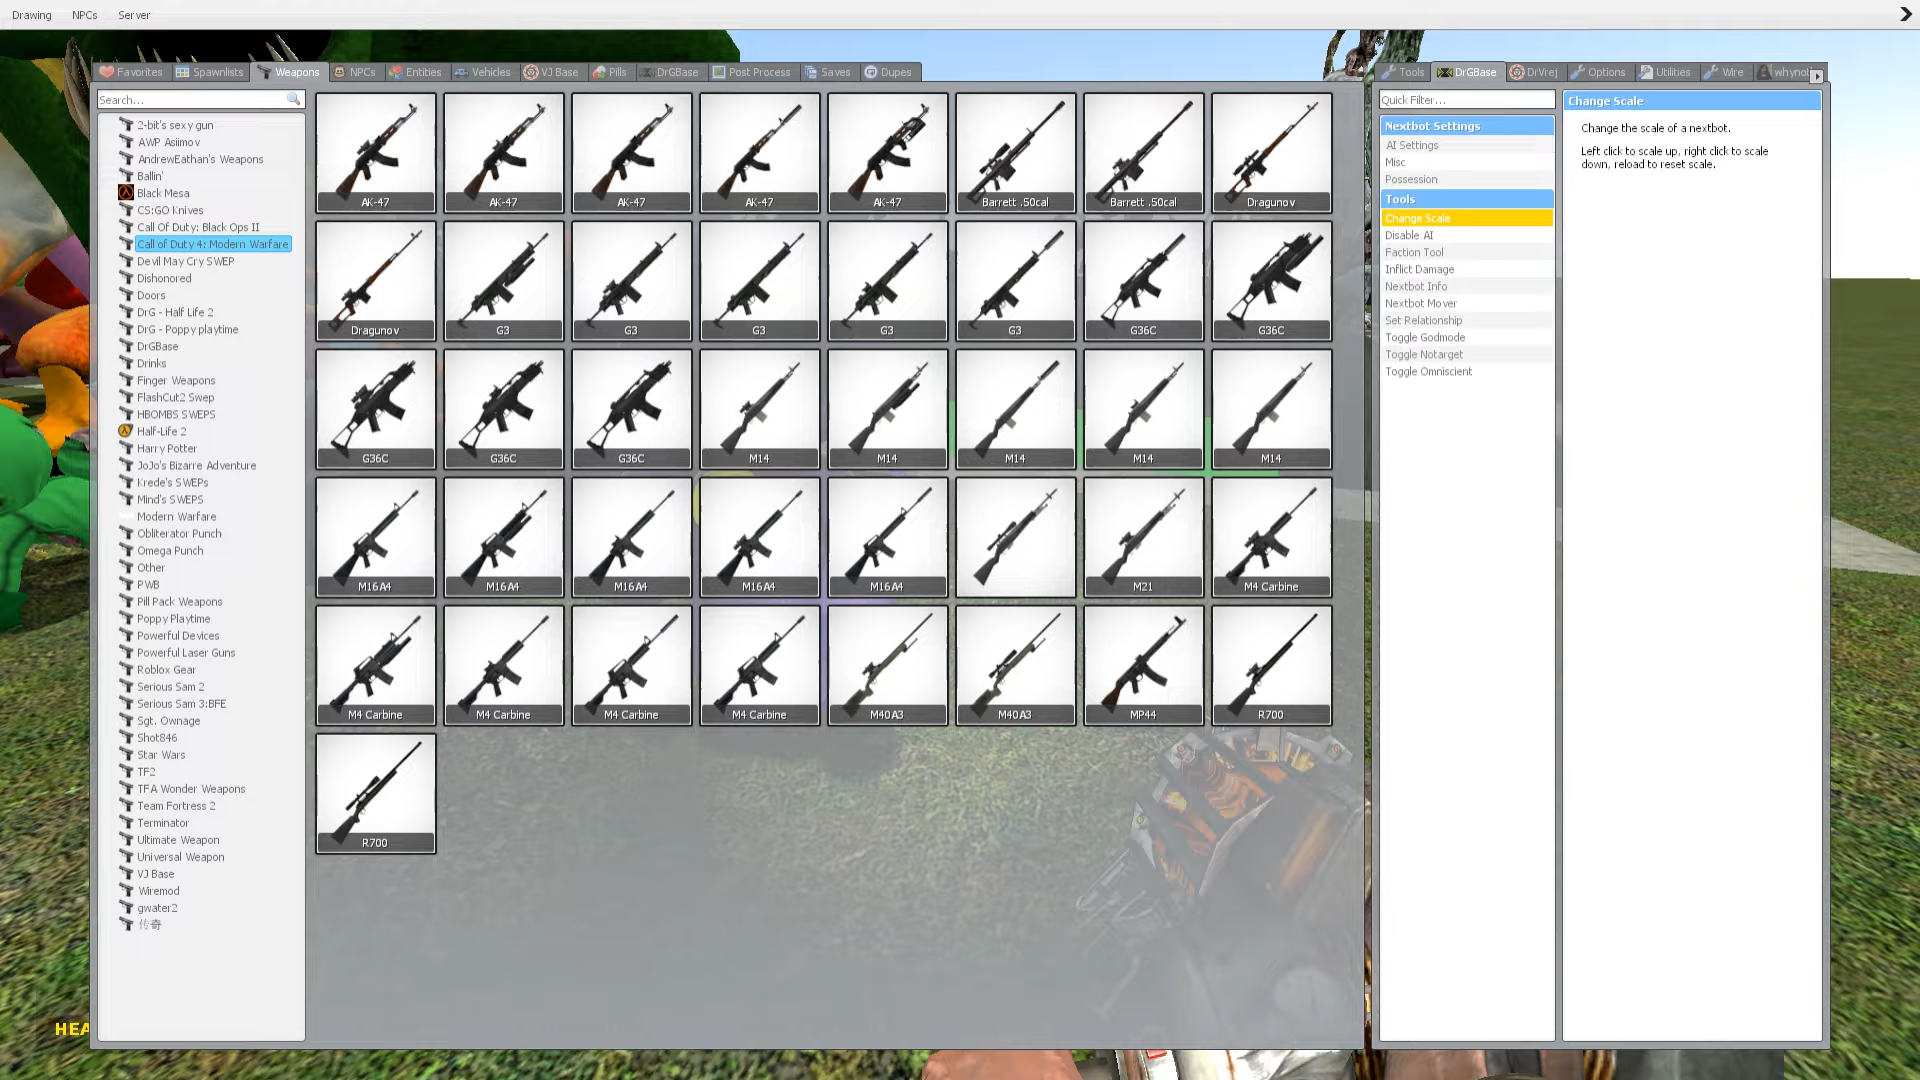 Drawing NPCs Server
Favorites Spawnlists Weapons NPCs Entities Vehicles VJ Base Pills DrGBase Post Process Saves Dupes
Tools DrGBase DrVrej Options Utilities Wire whynot
Search...
2-bit's sexy gun
AWP Asiimov
AndrewEathan's Weapons
Ballin'
Black Mesa
CS:GO Knives
Call Of Duty: Black Ops II
Call of Duty 4: Modern Warfare
Devil May Cry SWEP
Dishonored
Doors
DrG - Half Life 2
DrG - Poppy playtime
DrGBase
Drinks
Finger Weapons
FlashCut2 Swep
HBOMBS SWEPS
Half-Life 2
Harry Potter
JoJo's Bizarre Adventure
Krede's SWEPs
Mind's SWEPS
Modern Warfare
Obliterator Punch
Omega Punch
Other
PWB
Pill Pack Weapons
Poppy Playtime
Powerful Devices
Powerful Laser Guns
Roblox Gear
Serious Sam 2
Serious Sam 3:BFE
Sgt. Ownage
Shot846
Star Wars
TF2
TFA Wonder Weapons
Team Fortress 2
Terminator
Ultimate Weapon
Universal Weapon
VJ Base
Wiremod
gwater2
传奇
AK-47 AK-47 AK-47 AK-47 AK-47 Barrett .50cal Barrett .50cal Dragunov
Dragunov G3 G3 G3 G3 G3 G36C G36C
G36C G36C G36C M14 M14 M14 M14 M14
M16A4 M16A4 M16A4 M16A4 M16A4 M21 M4 Carbine
M4 Carbine M4 Carbine M4 Carbine M4 Carbine M40A3 M40A3 MP44 R700
R700
Quick Filter...
Nextbot Settings
AI Settings
Misc
Possession
Tools
Change Scale
Disable AI
Faction Tool
Inflict Damage
Nextbot Info
Nextbot Mover
Set Relationship
Toggle Godmode
Toggle Notarget
Toggle Omniscient
Change Scale
Change the scale of a nextbot.
Left click to scale up, right click to scale
down, reload to reset scale.
HEA